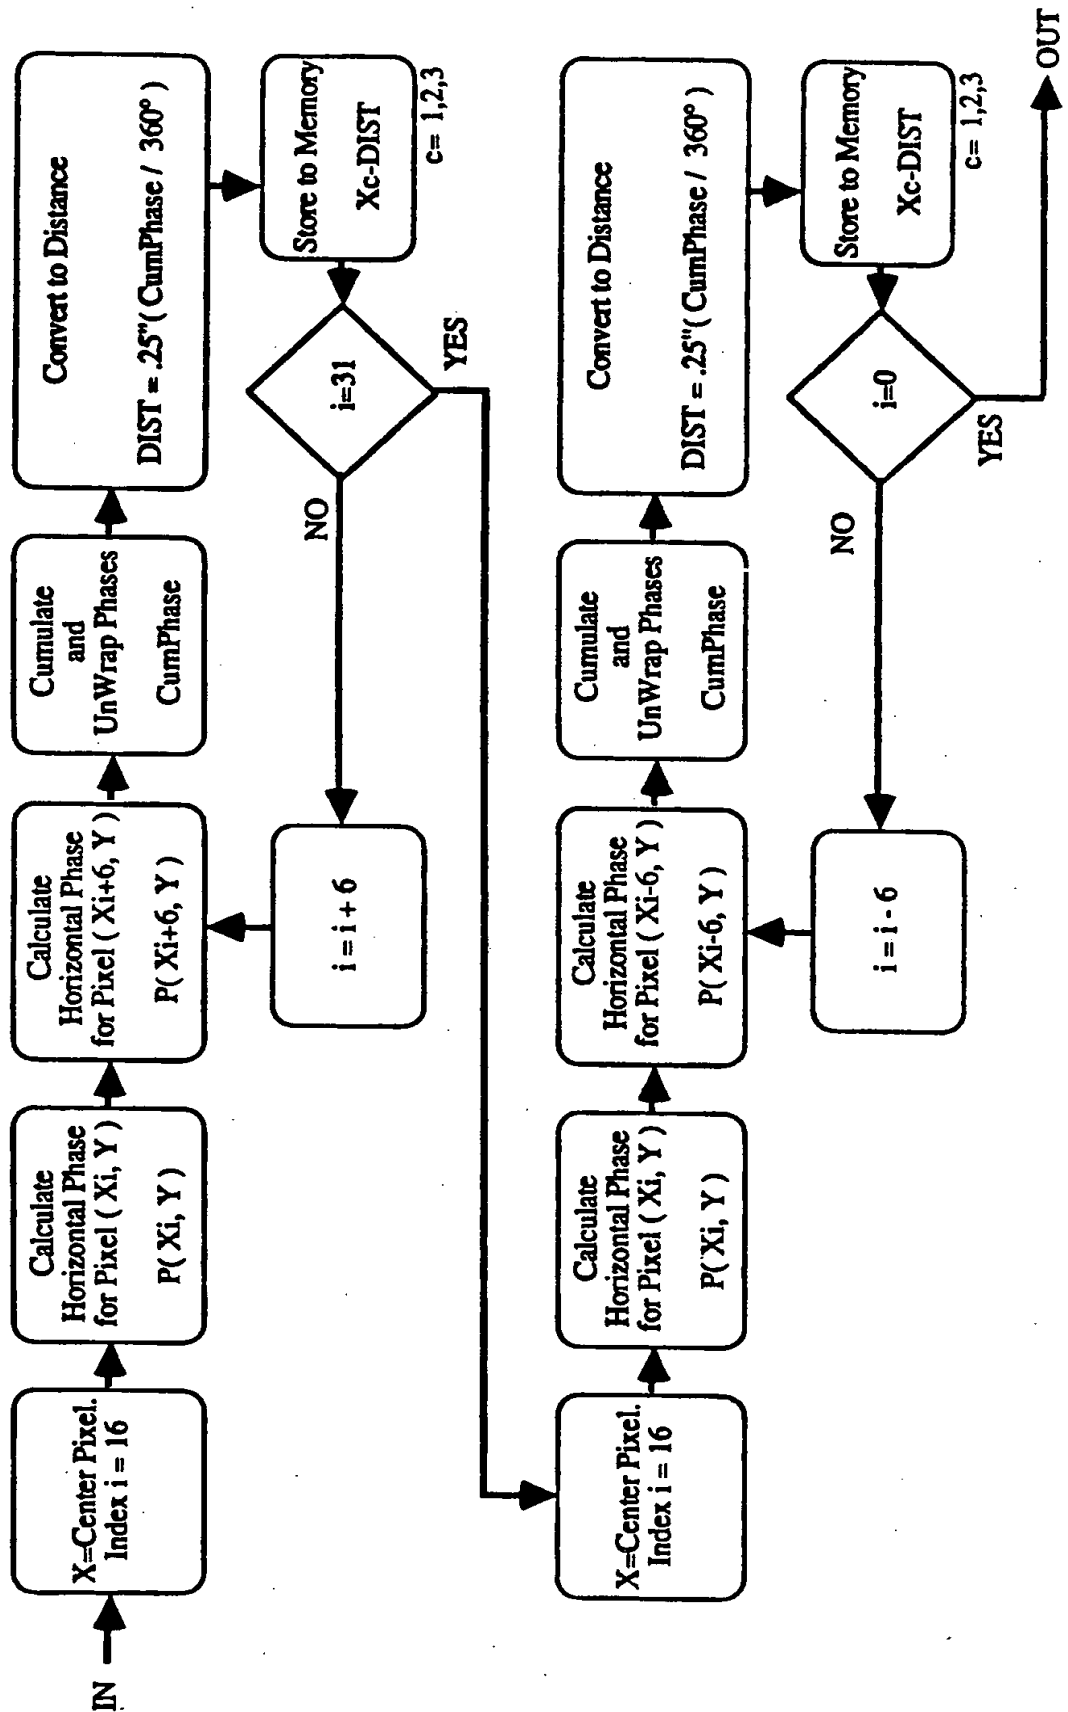 IN
X=Center Pixel.
Index i = 16
Calculate
Horizontal Phase
for Pixel ( Xi, Y )
P( Xi, Y )
Calculate
Horizontal Phase
for Pixel ( Xi+6, Y )
P( Xi+6, Y )
Cumulate
and
UnWrap Phases
CumPhase
Convert to Distance
DIST = .25"( CumPhase / 360° )
Store to Memory
Xc-DIST
c= 1,2,3
i=31
NO
YES
i = i + 6
X=Center Pixel.
Index i = 16
Calculate
Horizontal Phase
for Pixel ( Xi, Y )
P( Xi, Y )
Calculate
Horizontal Phase
for Pixel ( Xi-6, Y )
P( Xi-6, Y )
Cumulate
and
UnWrap Phases
CumPhase
Convert to Distance
DIST = .25"( CumPhase / 360° )
Store to Memory
Xc-DIST
c= 1,2,3
i=0
NO
YES
i = i - 6
OUT